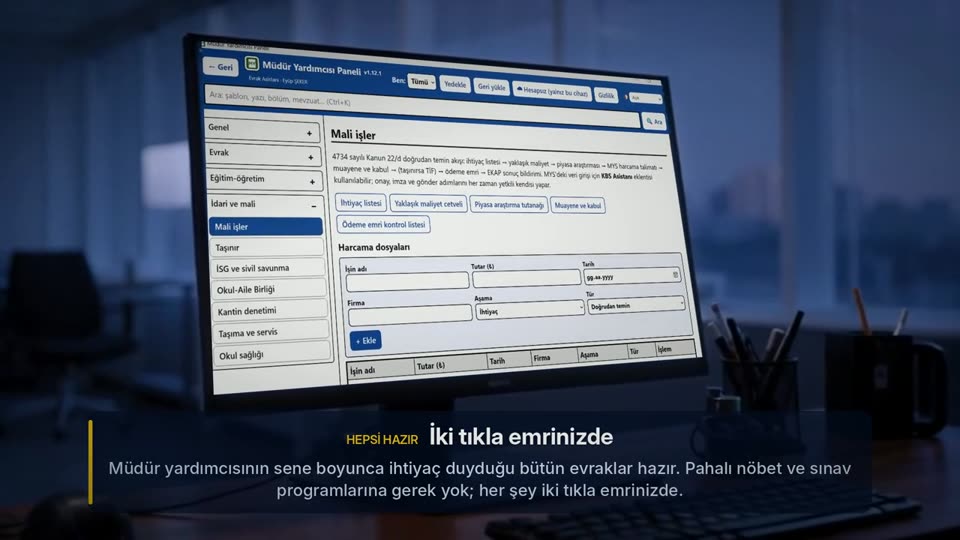 Müdür Yardımcısı Paneli
← Geri
Müdür Yardımcısı Paneli v1.12.1
Evrak Asistanı · Eyüp
Ben: Tümü
Yedekle
Geri yükle
Hesapsız (yalnız bu cihaz)
Gizlilik
Ara: şablon, yazı, bölüm, mevzuat... (Ctrl+K)
Ara
Genel +
Evrak +
Eğitim-öğretim +
İdari ve mali –
Mali işler
Taşınır
İSG ve sivil savunma
Okul-Aile Birliği
Kantin denetimi
Taşıma ve servis
Okul sağlığı
Mali işler
4734 sayılı Kanun 22/d doğrudan temin akışı: ihtiyaç listesi → yaklaşık maliyet → piyasa araştırması → MYS harcama talimatı →
muayene ve kabul → (taşınırsa TİF) → ödeme emri → EKAP sonuç bildirimi. MYS'deki veri girişi için KBS Asistanı eklentisi
kullanılabilir; onay, imza ve gönder adımlarını her zaman yetkili kendisi yapar.
İhtiyaç listesi
Yaklaşık maliyet cetveli
Piyasa araştırma tutanağı
Muayene ve kabul
Ödeme emri kontrol listesi
Harcama dosyaları
İşin adı
Tutar (₺)
Tarih
gg.aa.yyyy
Firma
Aşama
İhtiyaç
Tür
Doğrudan temin
+ Ekle
İşin adı Tutar (₺) Tarih Firma Aşama Tür İşlem
HEPSİ HAZIR İki tıkla emrinizde
Müdür yardımcısının sene boyunca ihtiyaç duyduğu bütün evraklar hazır. Pahalı nöbet ve sınav
programlarına gerek yok; her şey iki tıkla emrinizde.